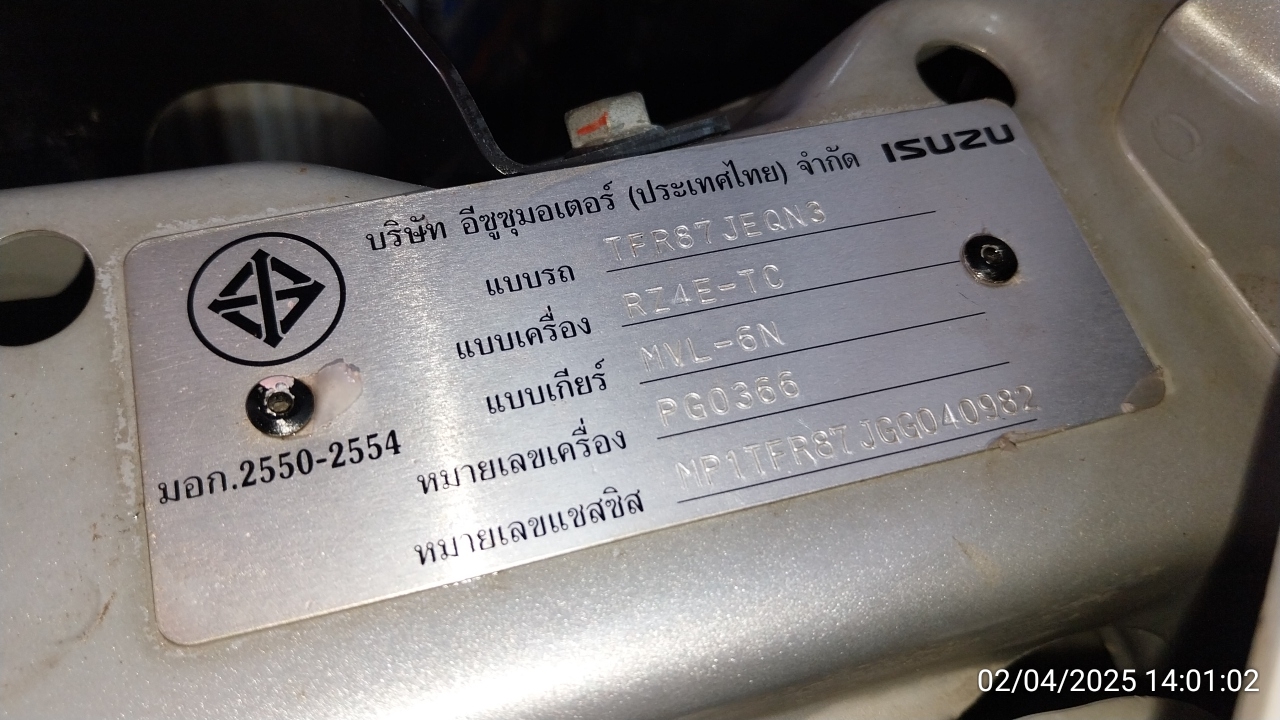 บริษัท อีซูซุมอเตอร์ (ประเทศไทย) จำกัด ISUZU
แบบรถ TFR87JEQN3
แบบเครื่อง RZ4E-TC
แบบเกียร์ MVL-6N
หมายเลขเครื่อง PG0366
หมายเลขแชสซิส MP1TFR87JGG040982
มอก.2550-2554
02/04/2025 14:01:02